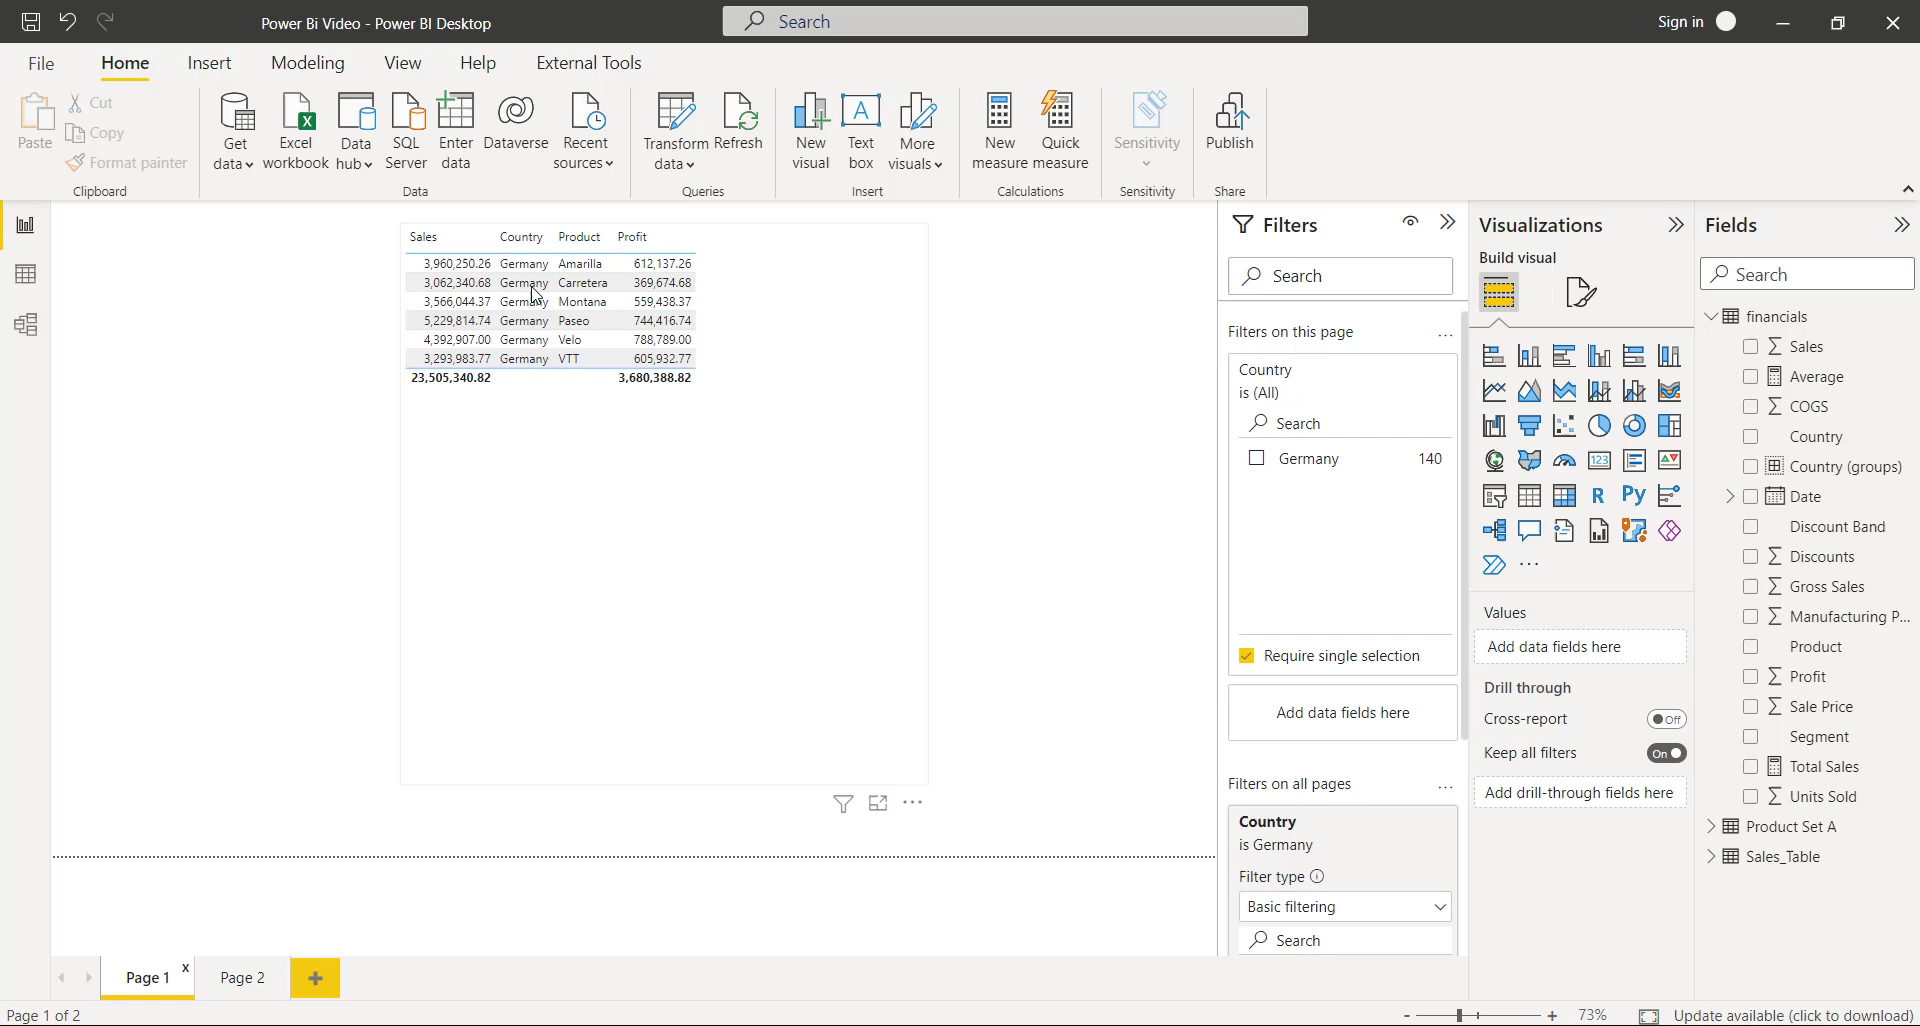 Power Bi Video - Power BI Desktop
Search
Sign in
File Home Insert Modeling View Help External Tools
Paste
Cut
Copy
Format painter
Clipboard
Get data
Excel workbook
Data hub
SQL Server
Enter data
Dataverse
Recent sources
Data
Transform data
Refresh
Queries
New visual
Text box
More visuals
Insert
New measure
Quick measure
Calculations
Sensitivity
Sensitivity
Publish
Share
Sales Country Product Profit
3,960,250.26 Germany Amarilla 612,137.26
3,062,340.68 Germany Carretera 369,674.68
3,566,044.37 Germany Montana 559,438.37
5,229,814.74 Germany Paseo 744,416.74
4,392,907.00 Germany Velo 788,789.00
3,293,983.77 Germany VTT 605,932.77
23,505,340.82 3,680,388.82
Filters
Search
Filters on this page
...
Country
is (All)
Search
Germany 140
Require single selection
Add data fields here
Filters on all pages
...
Country
is Germany
Filter type
Basic filtering
Search
Visualizations
Build visual
123
R
Py
...
Values
Add data fields here
Drill through
Cross-report Off
Keep all filters On
Add drill-through fields here
Fields
Search
financials
Sales
Average
COGS
Country
Country (groups)
Date
Discount Band
Discounts
Gross Sales
Manufacturing P...
Product
Profit
Sale Price
Segment
Total Sales
Units Sold
Product Set A
Sales_Table
Page 1 x
Page 2
+
Page 1 of 2
- + 73%
Update available (click to download)